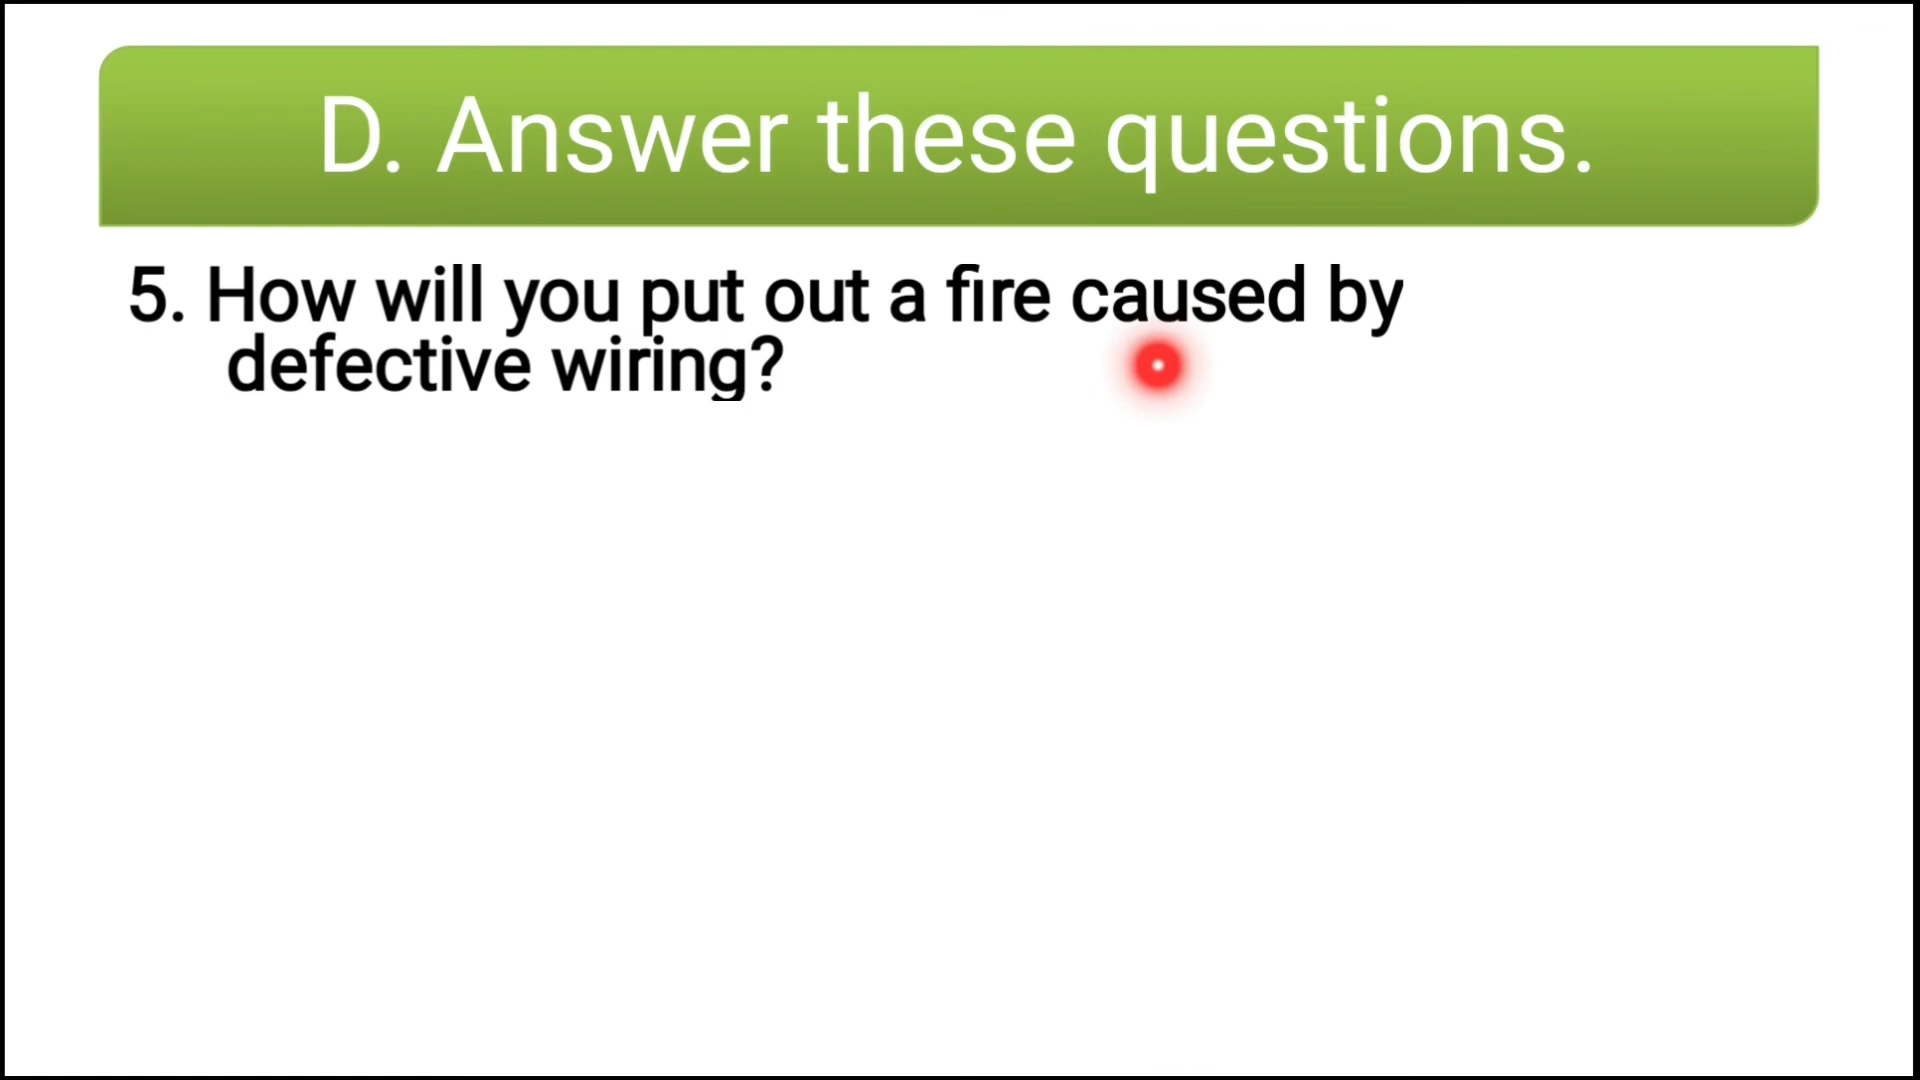 D. Answer these questions.
5. How will you put out a fire caused by
defective wiring?